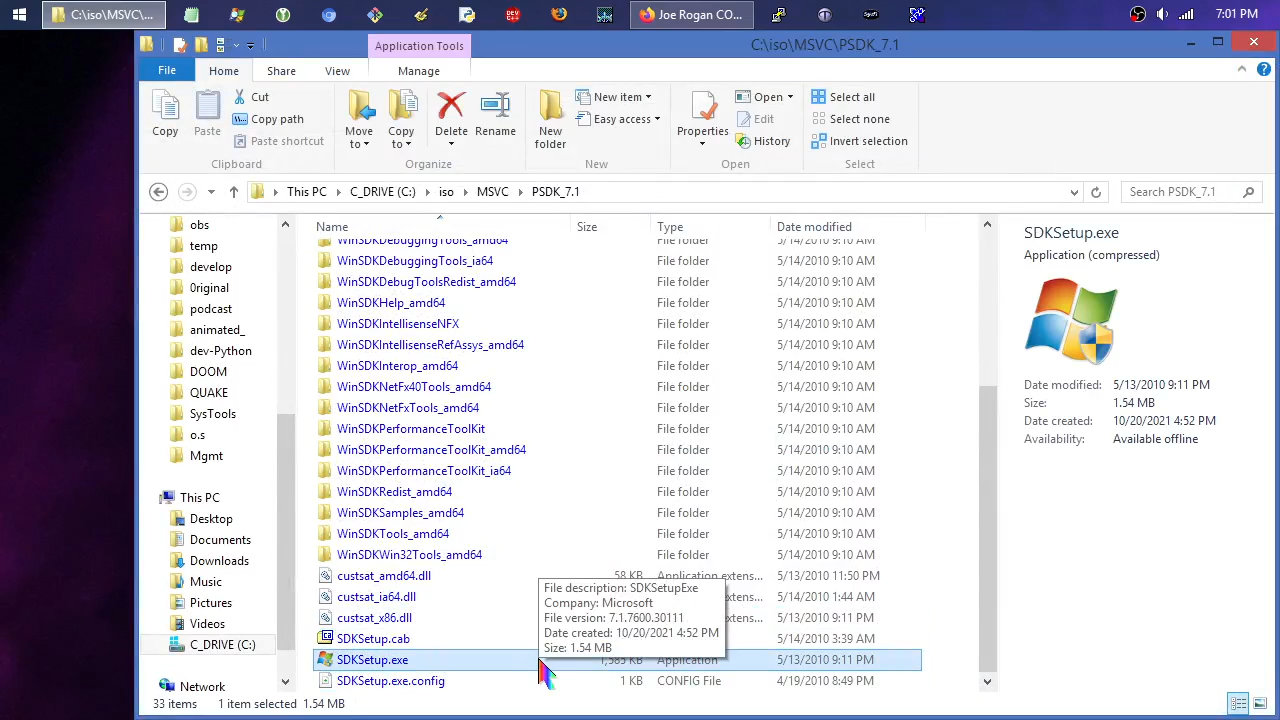 C:\iso\MSVC\...
Joe Rogan CO...
7:01 PM
Application Tools
C:\iso\MSVC\PSDK_7.1
File
Home
Share
View
Manage
Copy
Paste
Cut
Copy path
Paste shortcut
Clipboard
Move to
Copy to
Delete
Rename
Organize
New folder
New item
Easy access
New
Properties
Open
Edit
History
Open
Select all
Select none
Invert selection
Select
This PC
C_DRIVE (C:)
iso
MSVC
PSDK_7.1
Search PSDK_7.1
obs
temp
develop
0riginal
podcast
animated_
dev-Python
DOOM
QUAKE
SysTools
o.s
Mgmt
This PC
Desktop
Documents
Downloads
Music
Pictures
Videos
C_DRIVE (C:)
Network
Name Size Type Date modified
WinSDKDebuggingTools_amd64 File folder 5/14/2010 9:10 AM
WinSDKDebuggingTools_ia64 File folder 5/14/2010 9:10 AM
WinSDKDebugToolsRedist_amd64 File folder 5/14/2010 9:10 AM
WinSDKHelp_amd64 File folder 5/14/2010 9:10 AM
WinSDKIntellisenseNFX File folder 5/14/2010 9:10 AM
WinSDKIntellisenseRefAssys_amd64 File folder 5/14/2010 9:10 AM
WinSDKInterop_amd64 File folder 5/14/2010 9:10 AM
WinSDKNetFx40Tools_amd64 File folder 5/14/2010 9:10 AM
WinSDKNetFxTools_amd64 File folder 5/14/2010 9:10 AM
WinSDKPerformanceToolKit File folder 5/14/2010 9:10 AM
WinSDKPerformanceToolKit_amd64 File folder 5/14/2010 9:10 AM
WinSDKPerformanceToolKit_ia64 File folder 5/14/2010 9:10 AM
WinSDKRedist_amd64 File folder 5/14/2010 9:10 AM
WinSDKSamples_amd64 File folder 5/14/2010 9:10 AM
WinSDKTools_amd64 File folder 5/14/2010 9:10 AM
WinSDKWin32Tools_amd64 File folder 5/14/2010 9:10 AM
custsat_amd64.dll 58 KB Application extens... 5/13/2010 11:50 PM
custsat_ia64.dll extens... 5/14/2010 1:44 AM
custsat_x86.dll extens... 5/13/2010 9:11 PM
SDKSetup.cab 5/14/2010 3:39 AM
SDKSetup.exe 1,585 KB Application 5/13/2010 9:11 PM
SDKSetup.exe.config 1 KB CONFIG File 4/19/2010 8:49 PM
File description: SDKSetupExe
Company: Microsoft
File version: 7.1.7600.30111
Date created: 10/20/2021 4:52 PM
Size: 1.54 MB
SDKSetup.exe
Application (compressed)
Date modified: 5/13/2010 9:11 PM
Size: 1.54 MB
Date created: 10/20/2021 4:52 PM
Availability: Available offline
33 items 1 item selected 1.54 MB